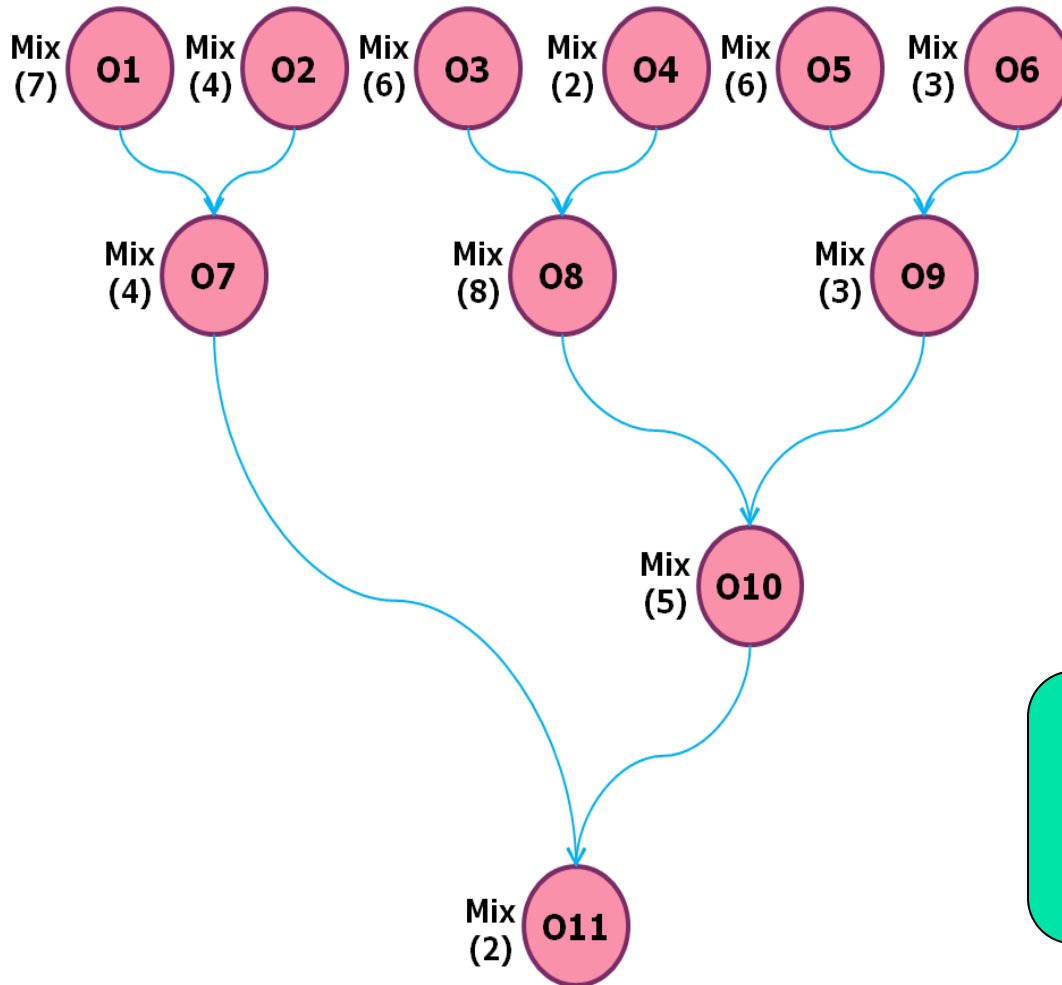 Mix
(7)
O1
Mix
(4)
O2
Mix
(6)
O3
Mix
(2)
O4
Mix
(6)
O5
Mix
(3)
O6
Mix
(4)
O7
Mix
(8)
O8
Mix
(3)
O9
Mix
(5)
O10
Mix
(2)
O11